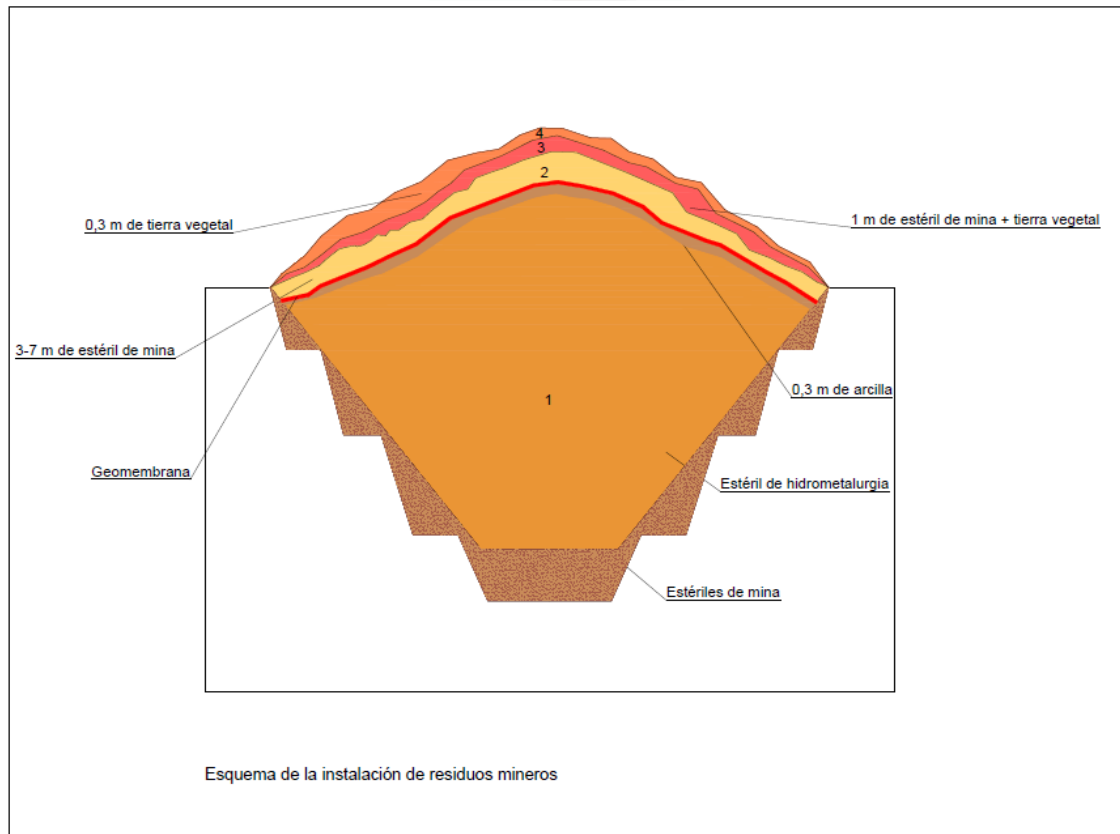 4
3
2
0,3 m de tierra vegetal
1 m de estéril de mina + tierra vegetal
3-7 m de estéril de mina
0,3 m de arcilla
1
Geomembrana
Estéril de hidrometalurgia
Estériles de mina
Esquema de la instalación de residuos mineros